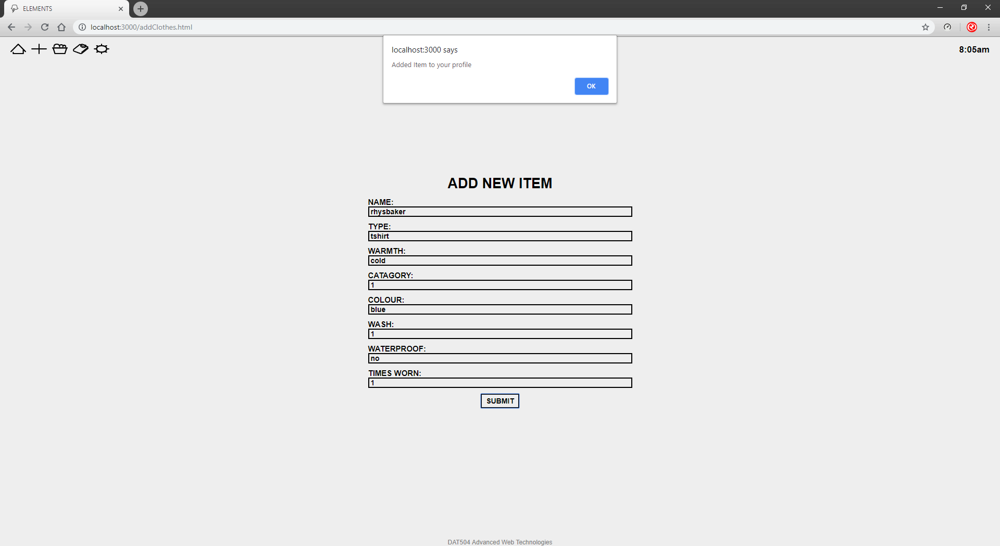 ELEMENTS
localhost:3000/addClothes.html
localhost:3000 says
Added Item to your profile
OK
8:05am
ADD NEW ITEM
NAME:
rhysbaker
TYPE:
tshirt
WARMTH:
cold
CATAGORY:
1
COLOUR:
blue
WASH:
1
WATERPROOF:
no
TIMES WORN:
1
SUBMIT
DAT504 Advanced Web Technologies